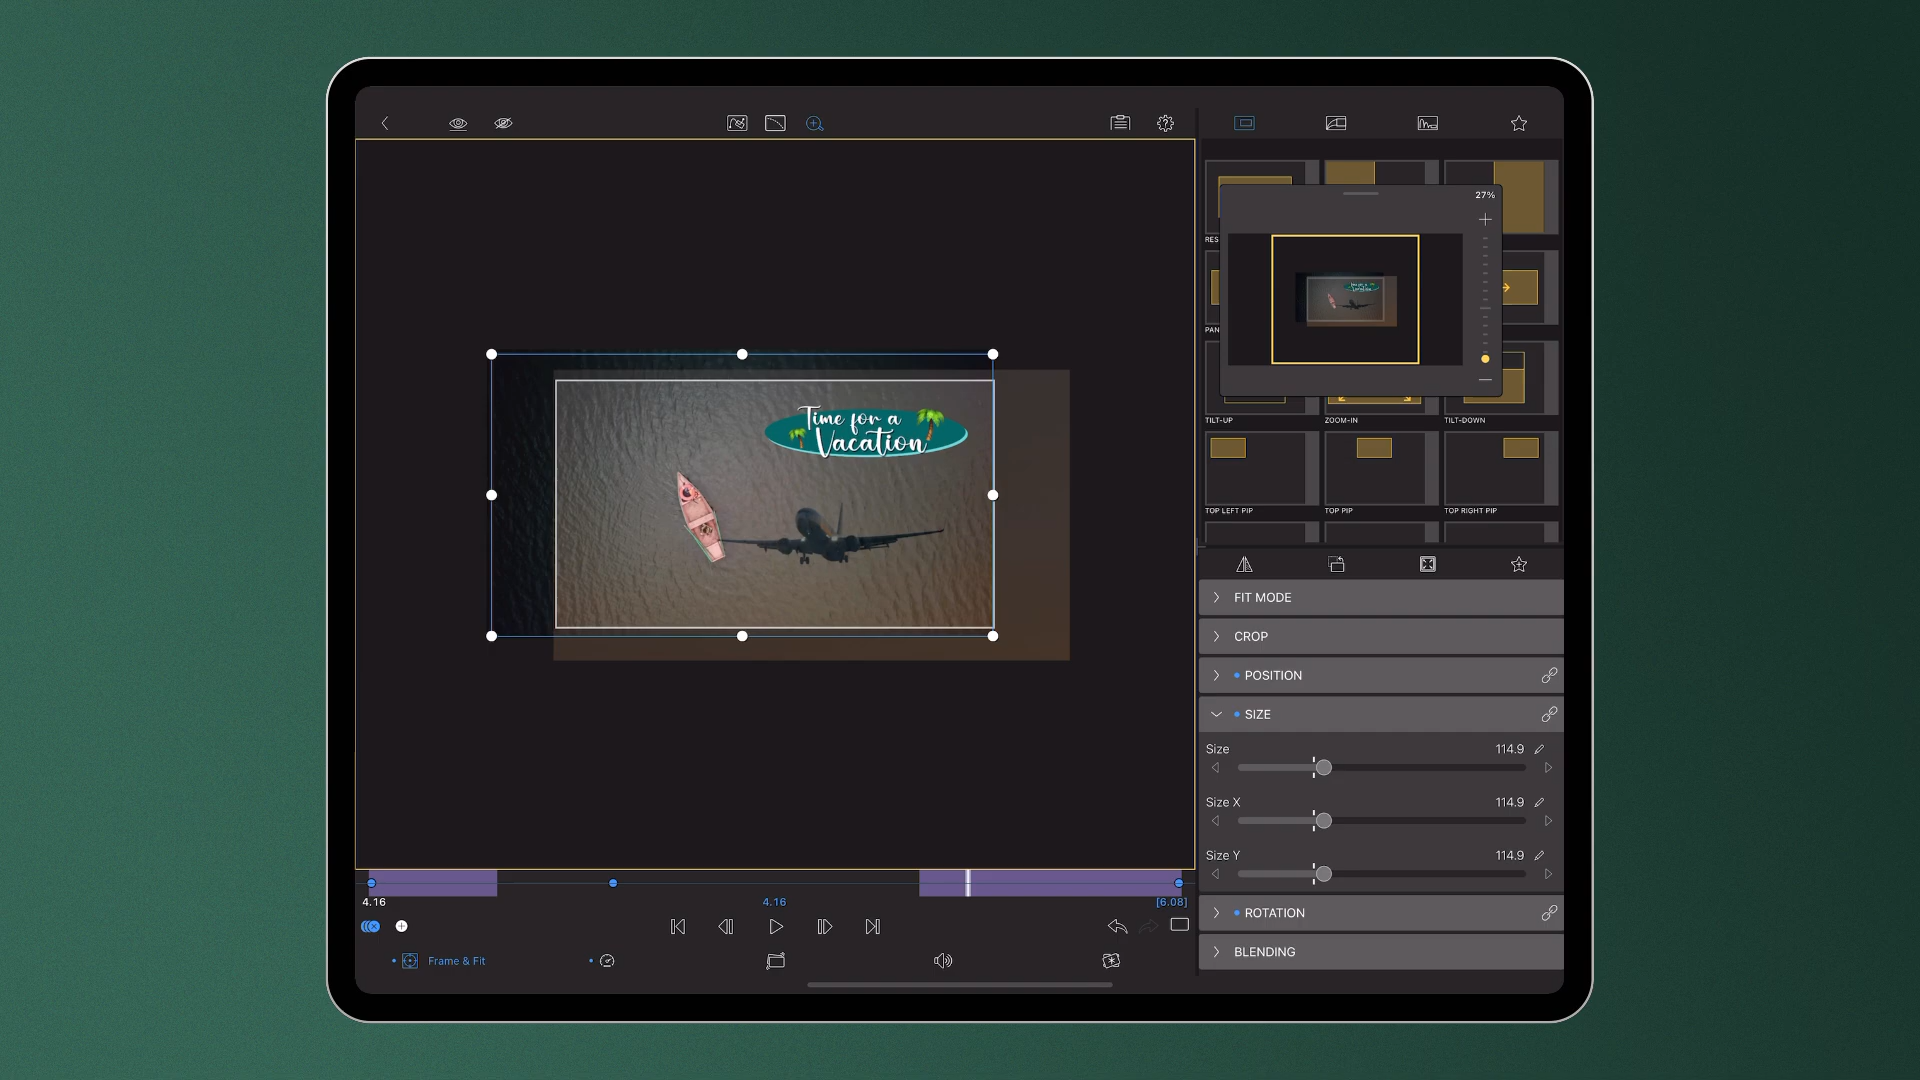 27%
RES
PAN
TILT-UP
ZOOM-IN
TILT-DOWN
TOP LEFT PIP
TOP PIP
TOP RIGHT PIP
Time for a
Vacation
FIT MODE
CROP
POSITION
SIZE
Size
114.9
Size X
114.9
Size Y
114.9
ROTATION
BLENDING
4.16
4.16
[6.08]
Frame & Fit